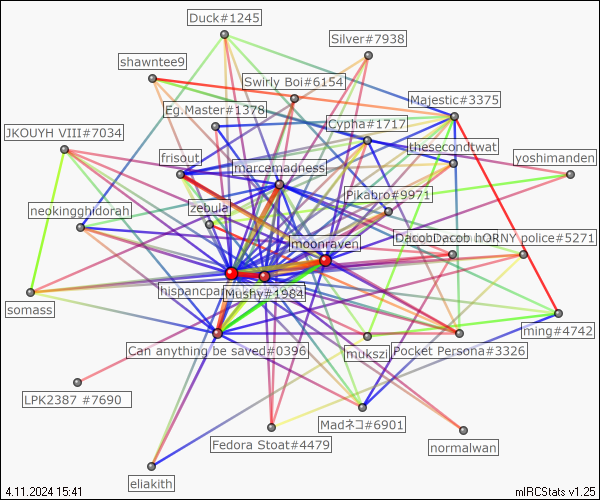 Duck#1245
Silver#7938
shawntee9
Swirly Boi#6154
Majestic#3375
Eg.Master#1378
Cypha#1717
JKOUYH VIII#7034
thesecondtwat
frisout
yoshimanden
marcemadness
Pikabro#9971
neokingghidorah
zebula
moonraven
HORNY police#5271
Mushy#1984
somass
ming#4742
Can anything be saved#0396
mukszi
Pocket Persona#3326
LPK2387 #7690
Madネコ#6901
Fedora Stoat#4479
normalwan
eliakith
4.11.2024 15:41
mIRCStats v1.25